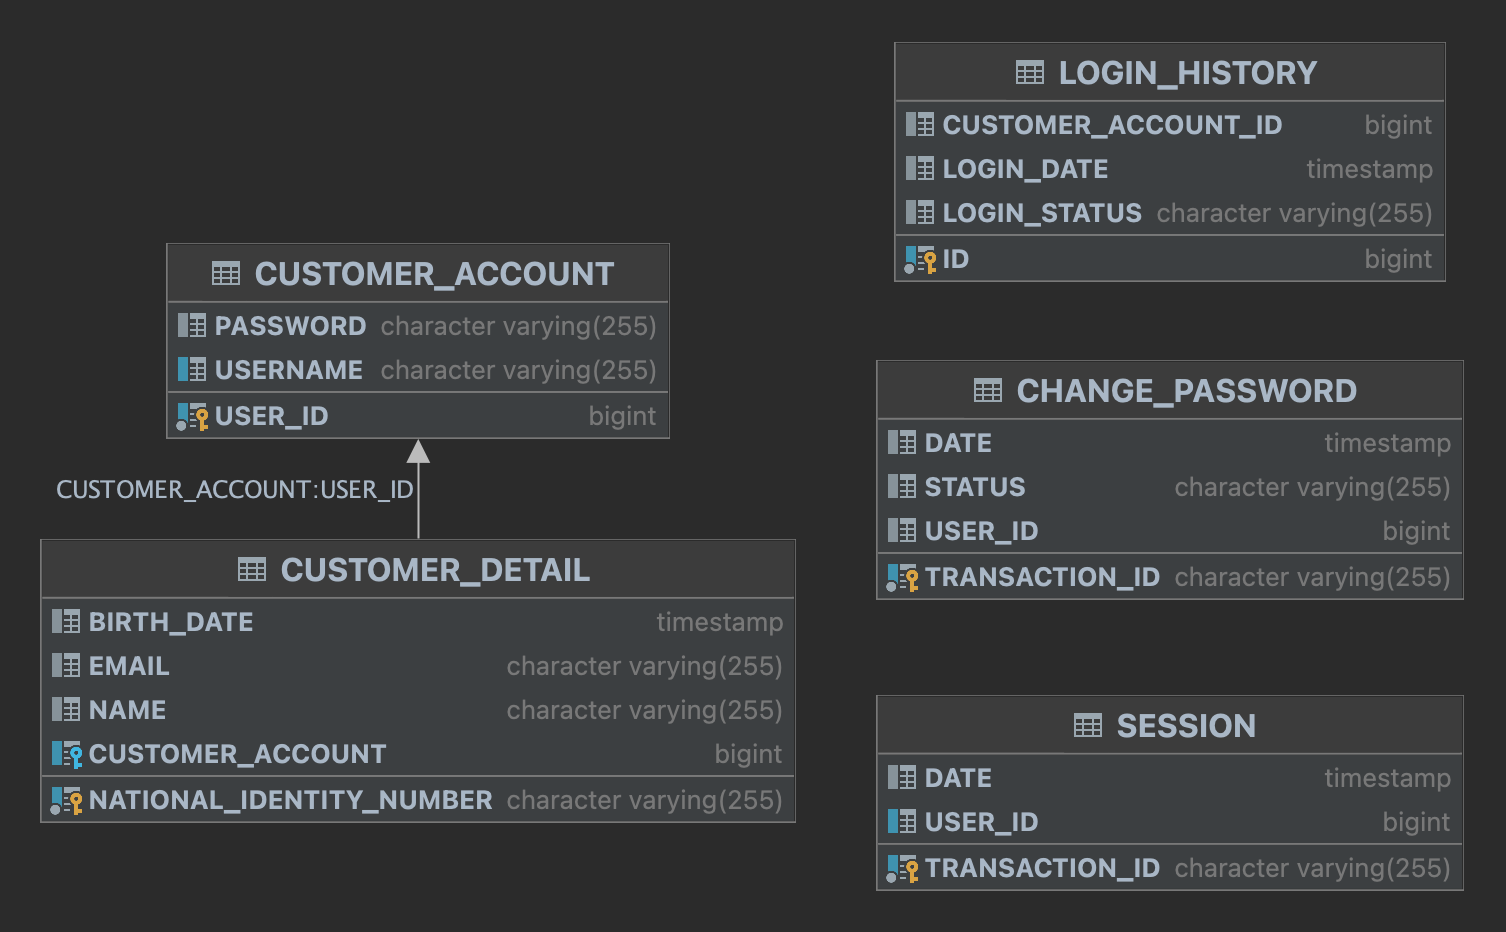 CUSTOMER_ACCOUNT
PASSWORD character varying(255)
USERNAME character varying(255)
USER_ID bigint
CUSTOMER_ACCOUNT:USER_ID
CUSTOMER_DETAIL
BIRTH_DATE timestamp
EMAIL character varying(255)
NAME character varying(255)
CUSTOMER_ACCOUNT bigint
NATIONAL_IDENTITY_NUMBER character varying(255)
LOGIN_HISTORY
CUSTOMER_ACCOUNT_ID bigint
LOGIN_DATE timestamp
LOGIN_STATUS character varying(255)
ID bigint
CHANGE_PASSWORD
DATE timestamp
STATUS character varying(255)
USER_ID bigint
TRANSACTION_ID character varying(255)
SESSION
DATE timestamp
USER_ID bigint
TRANSACTION_ID character varying(255)